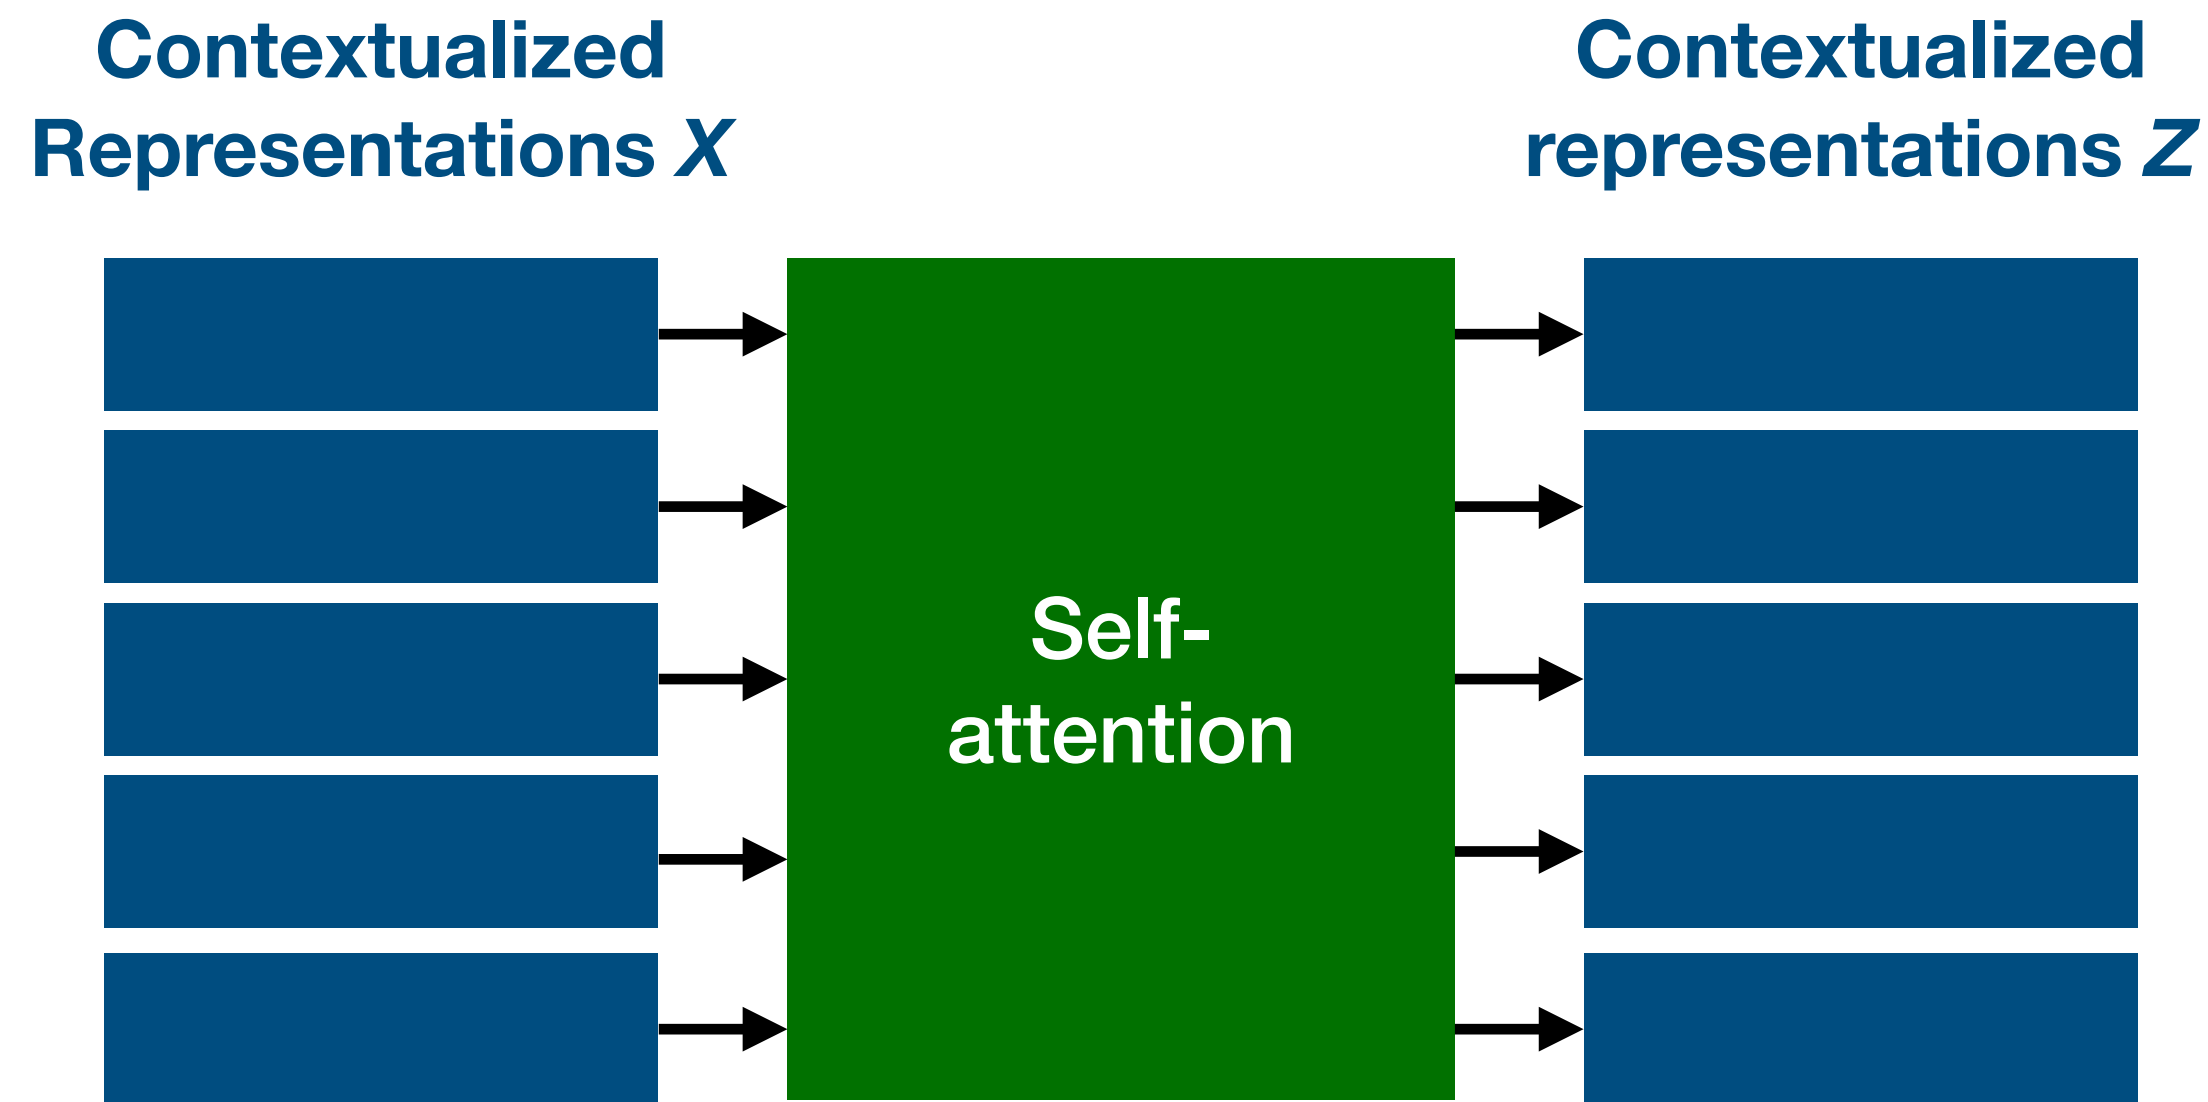 Contextualized
Representations X
Contextualized
representations Z
Self-
attention